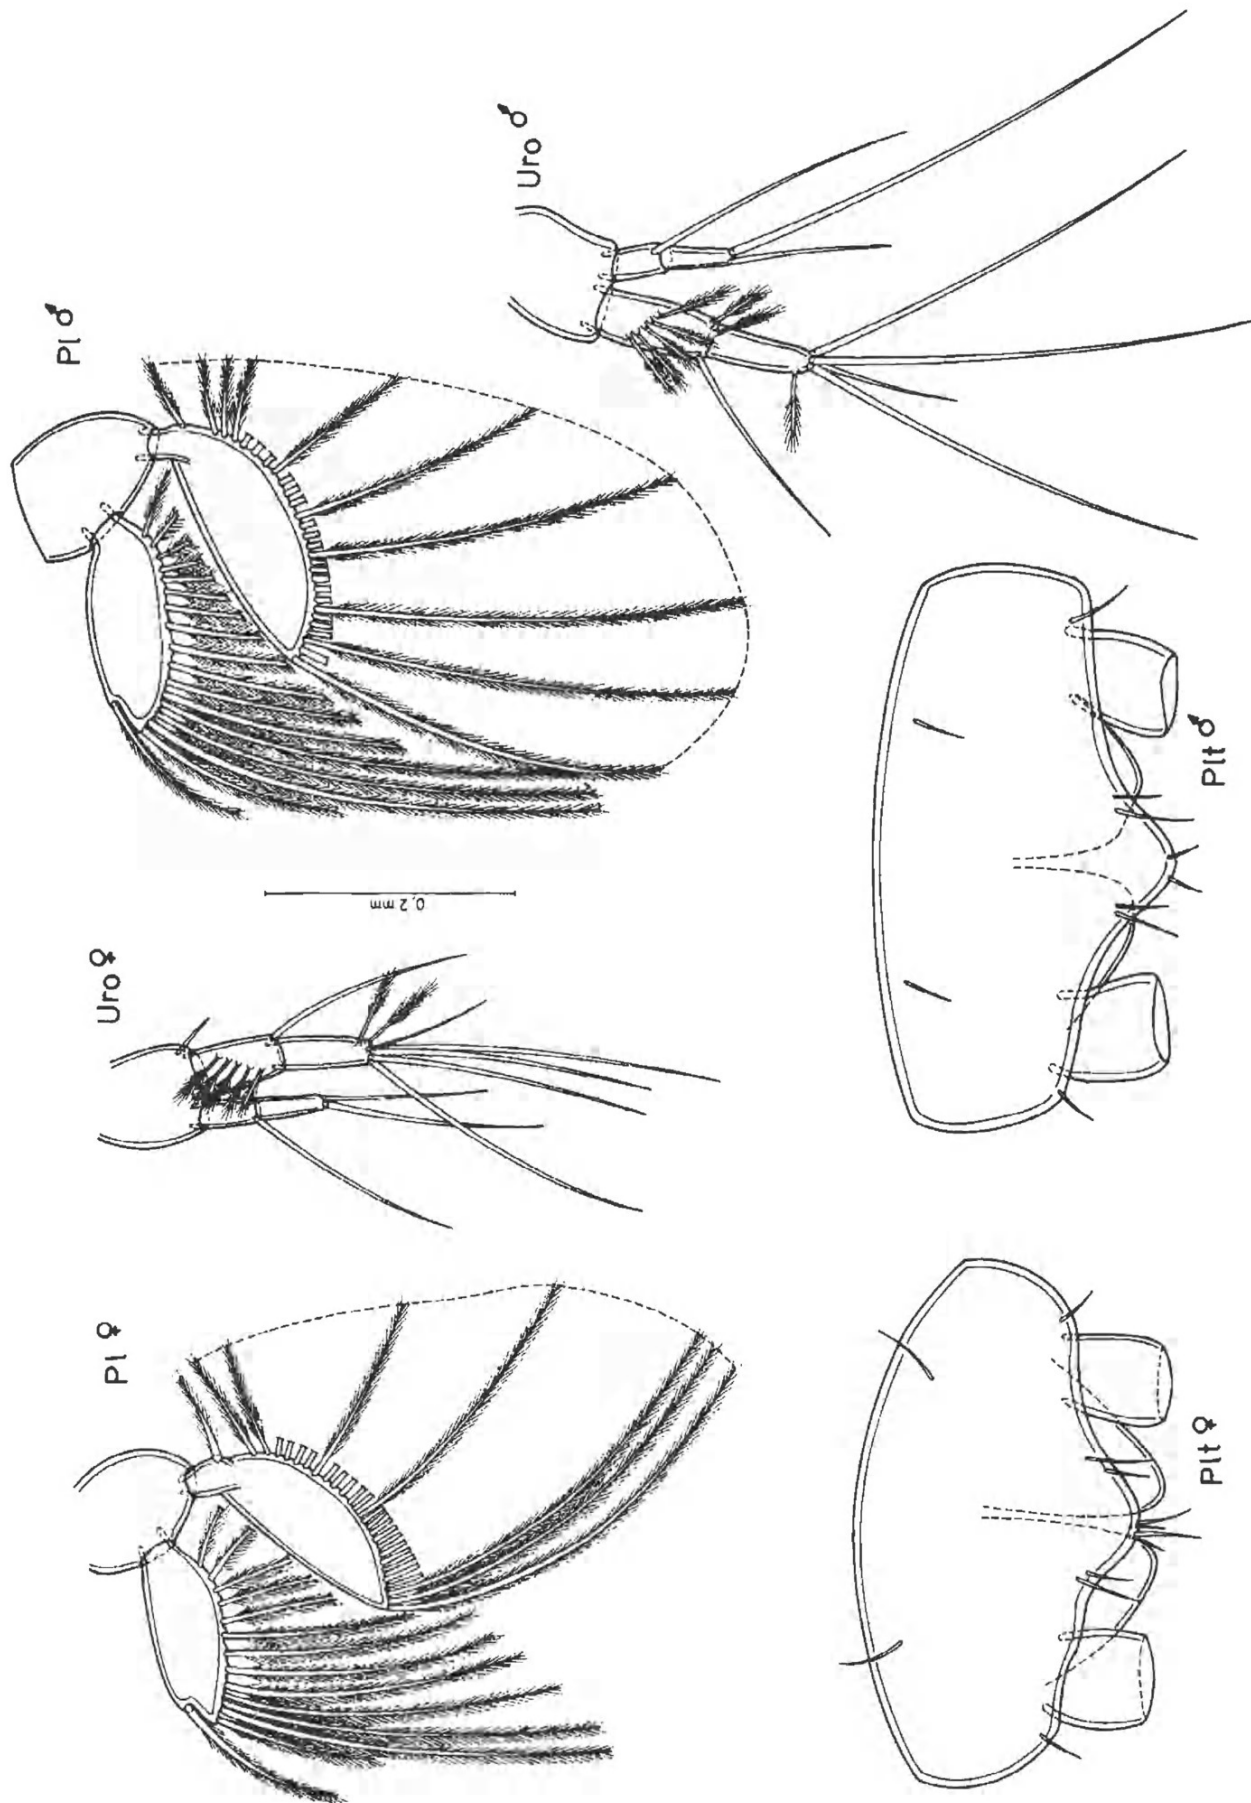 Pl ♂
Uro ♂
0,2 mm
Uro ♀
Pl ♀
Plt ♂
Plt ♀